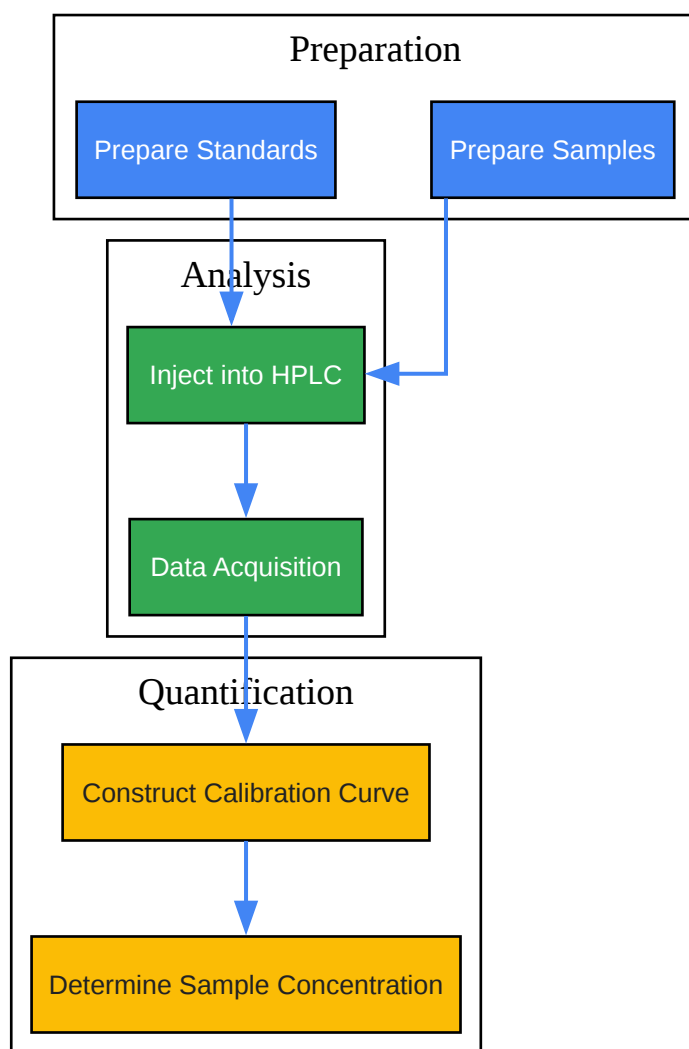 Preparation
Prepare Standards
Prepare Samples
Analysis
Inject into HPLC
Data Acquisition
Quantification
Construct Calibration Curve
Determine Sample Concentration